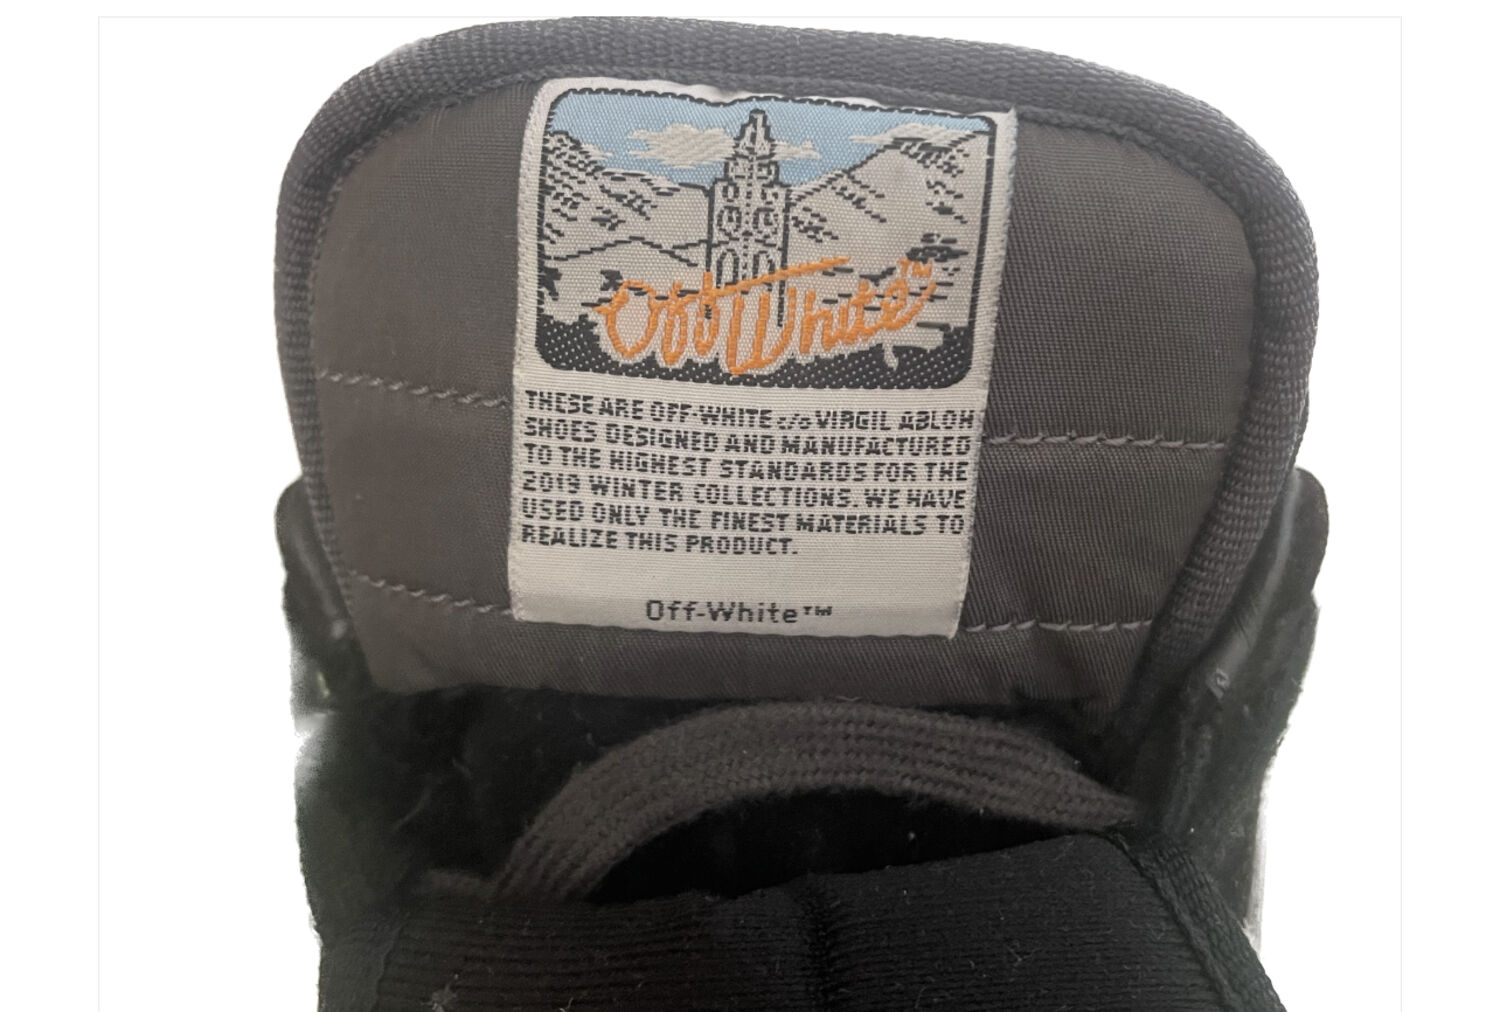 Off White™
THESE ARE OFF-WHITE c/o VIRGIL ABLOH
SHOES DESIGNED AND MANUFACTURED
TO THE HIGHEST STANDARDS FOR THE
2019 WINTER COLLECTIONS. WE HAVE
USED ONLY THE FINEST MATERIALS TO
REALIZE THIS PRODUCT.
Off-White™